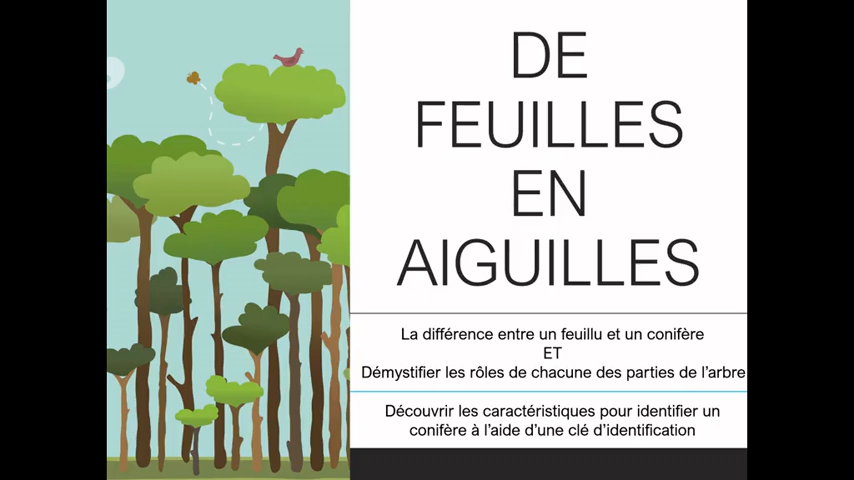 DE
FEUILLES
EN
AIGUILLES
La différence entre un feuillu et un conifère
ET
Démystifier les rôles de chacune des parties de l’arbre
Découvrir les caractéristiques pour identifier un
conifère à l’aide d’une clé d’identification